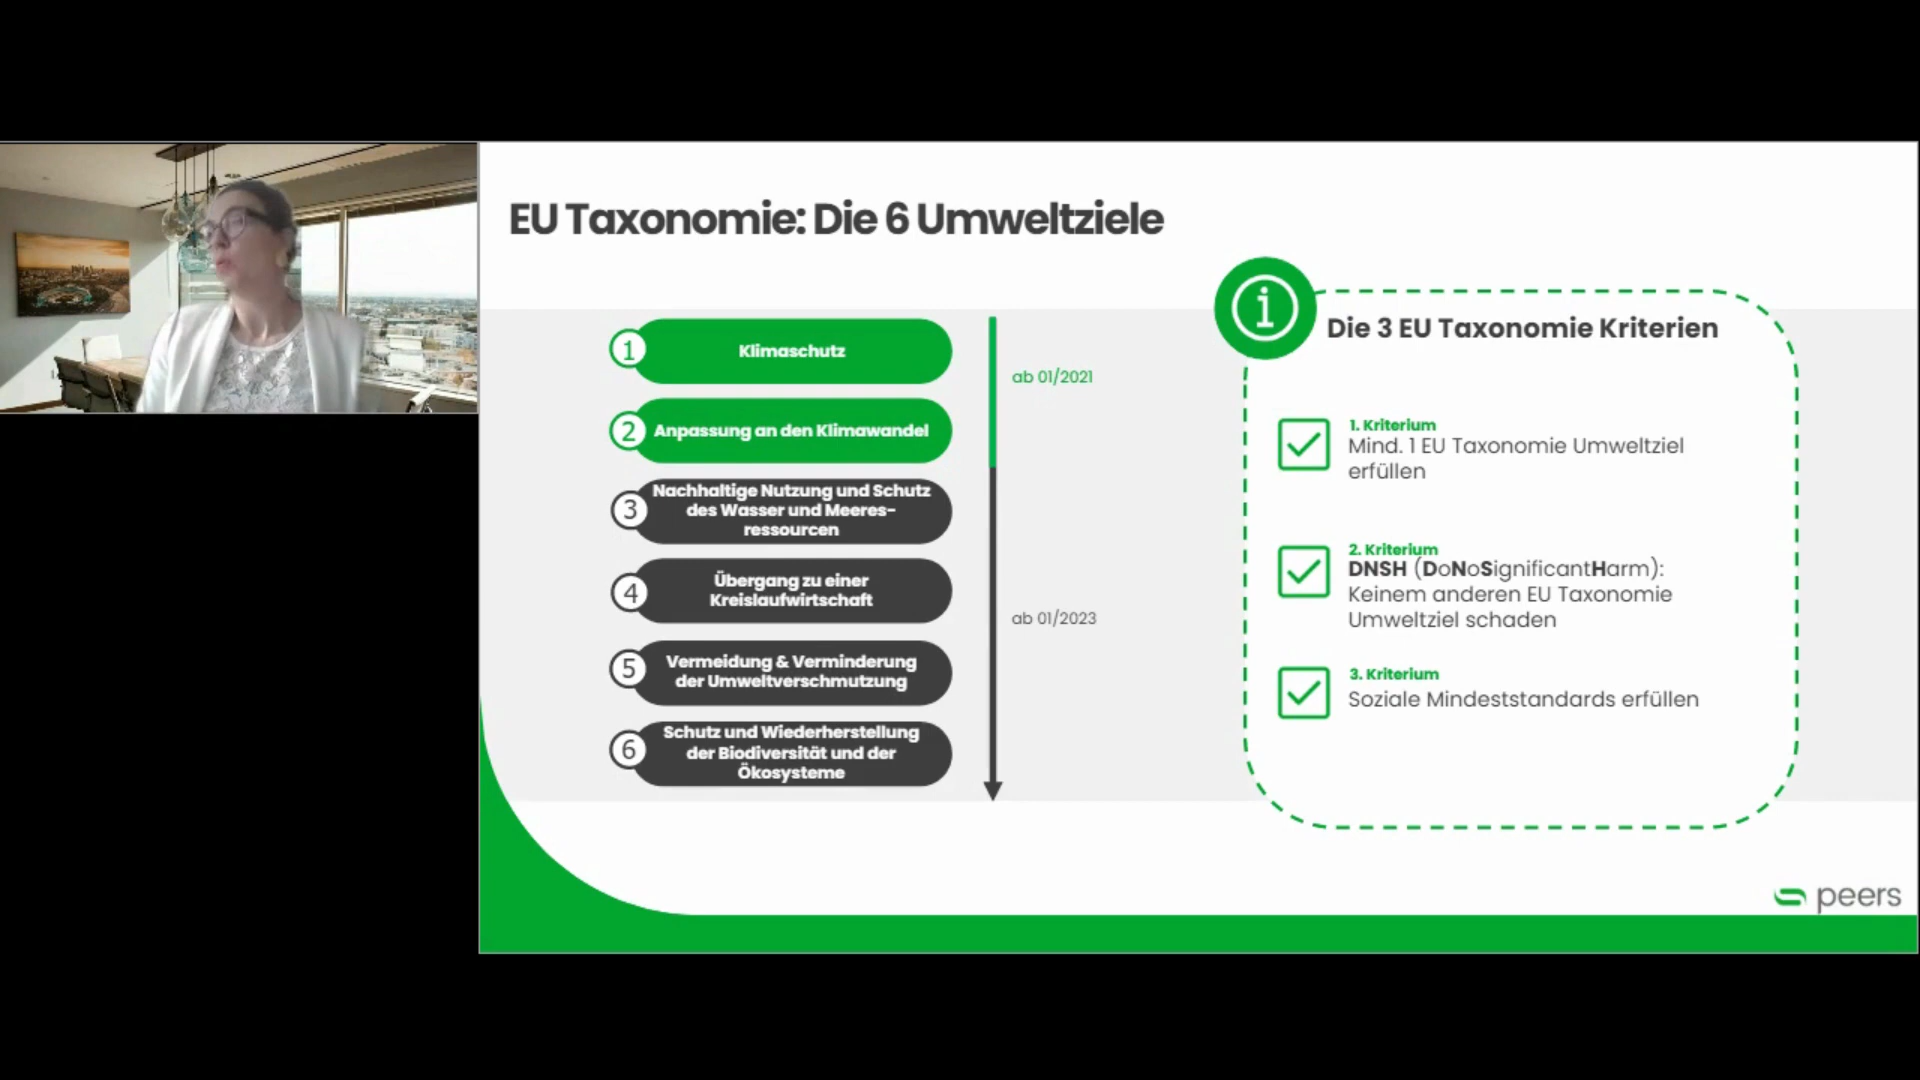 EU Taxonomie: Die 6 Umweltziele
1
Klimaschutz
2
Anpassung an den Klimawandel
3
Nachhaltige Nutzung und Schutz
des Wasser und Meeres-
ressourcen
4
Übergang zu einer
Kreislaufwirtschaft
5
Vermeidung & Verminderung
der Umweltverschmutzung
6
Schutz und Wiederherstellung
der Biodiversität und der
Ökosysteme
ab 01/2021
ab 01/2023
i
Die 3 EU Taxonomie Kriterien
1. Kriterium
Mind. 1 EU Taxonomie Umweltziel
erfüllen
2. Kriterium
DNSH (DoNoSignificantHarm):
Keinem anderen EU Taxonomie
Umweltziel schaden
3. Kriterium
Soziale Mindeststandards erfüllen
peers